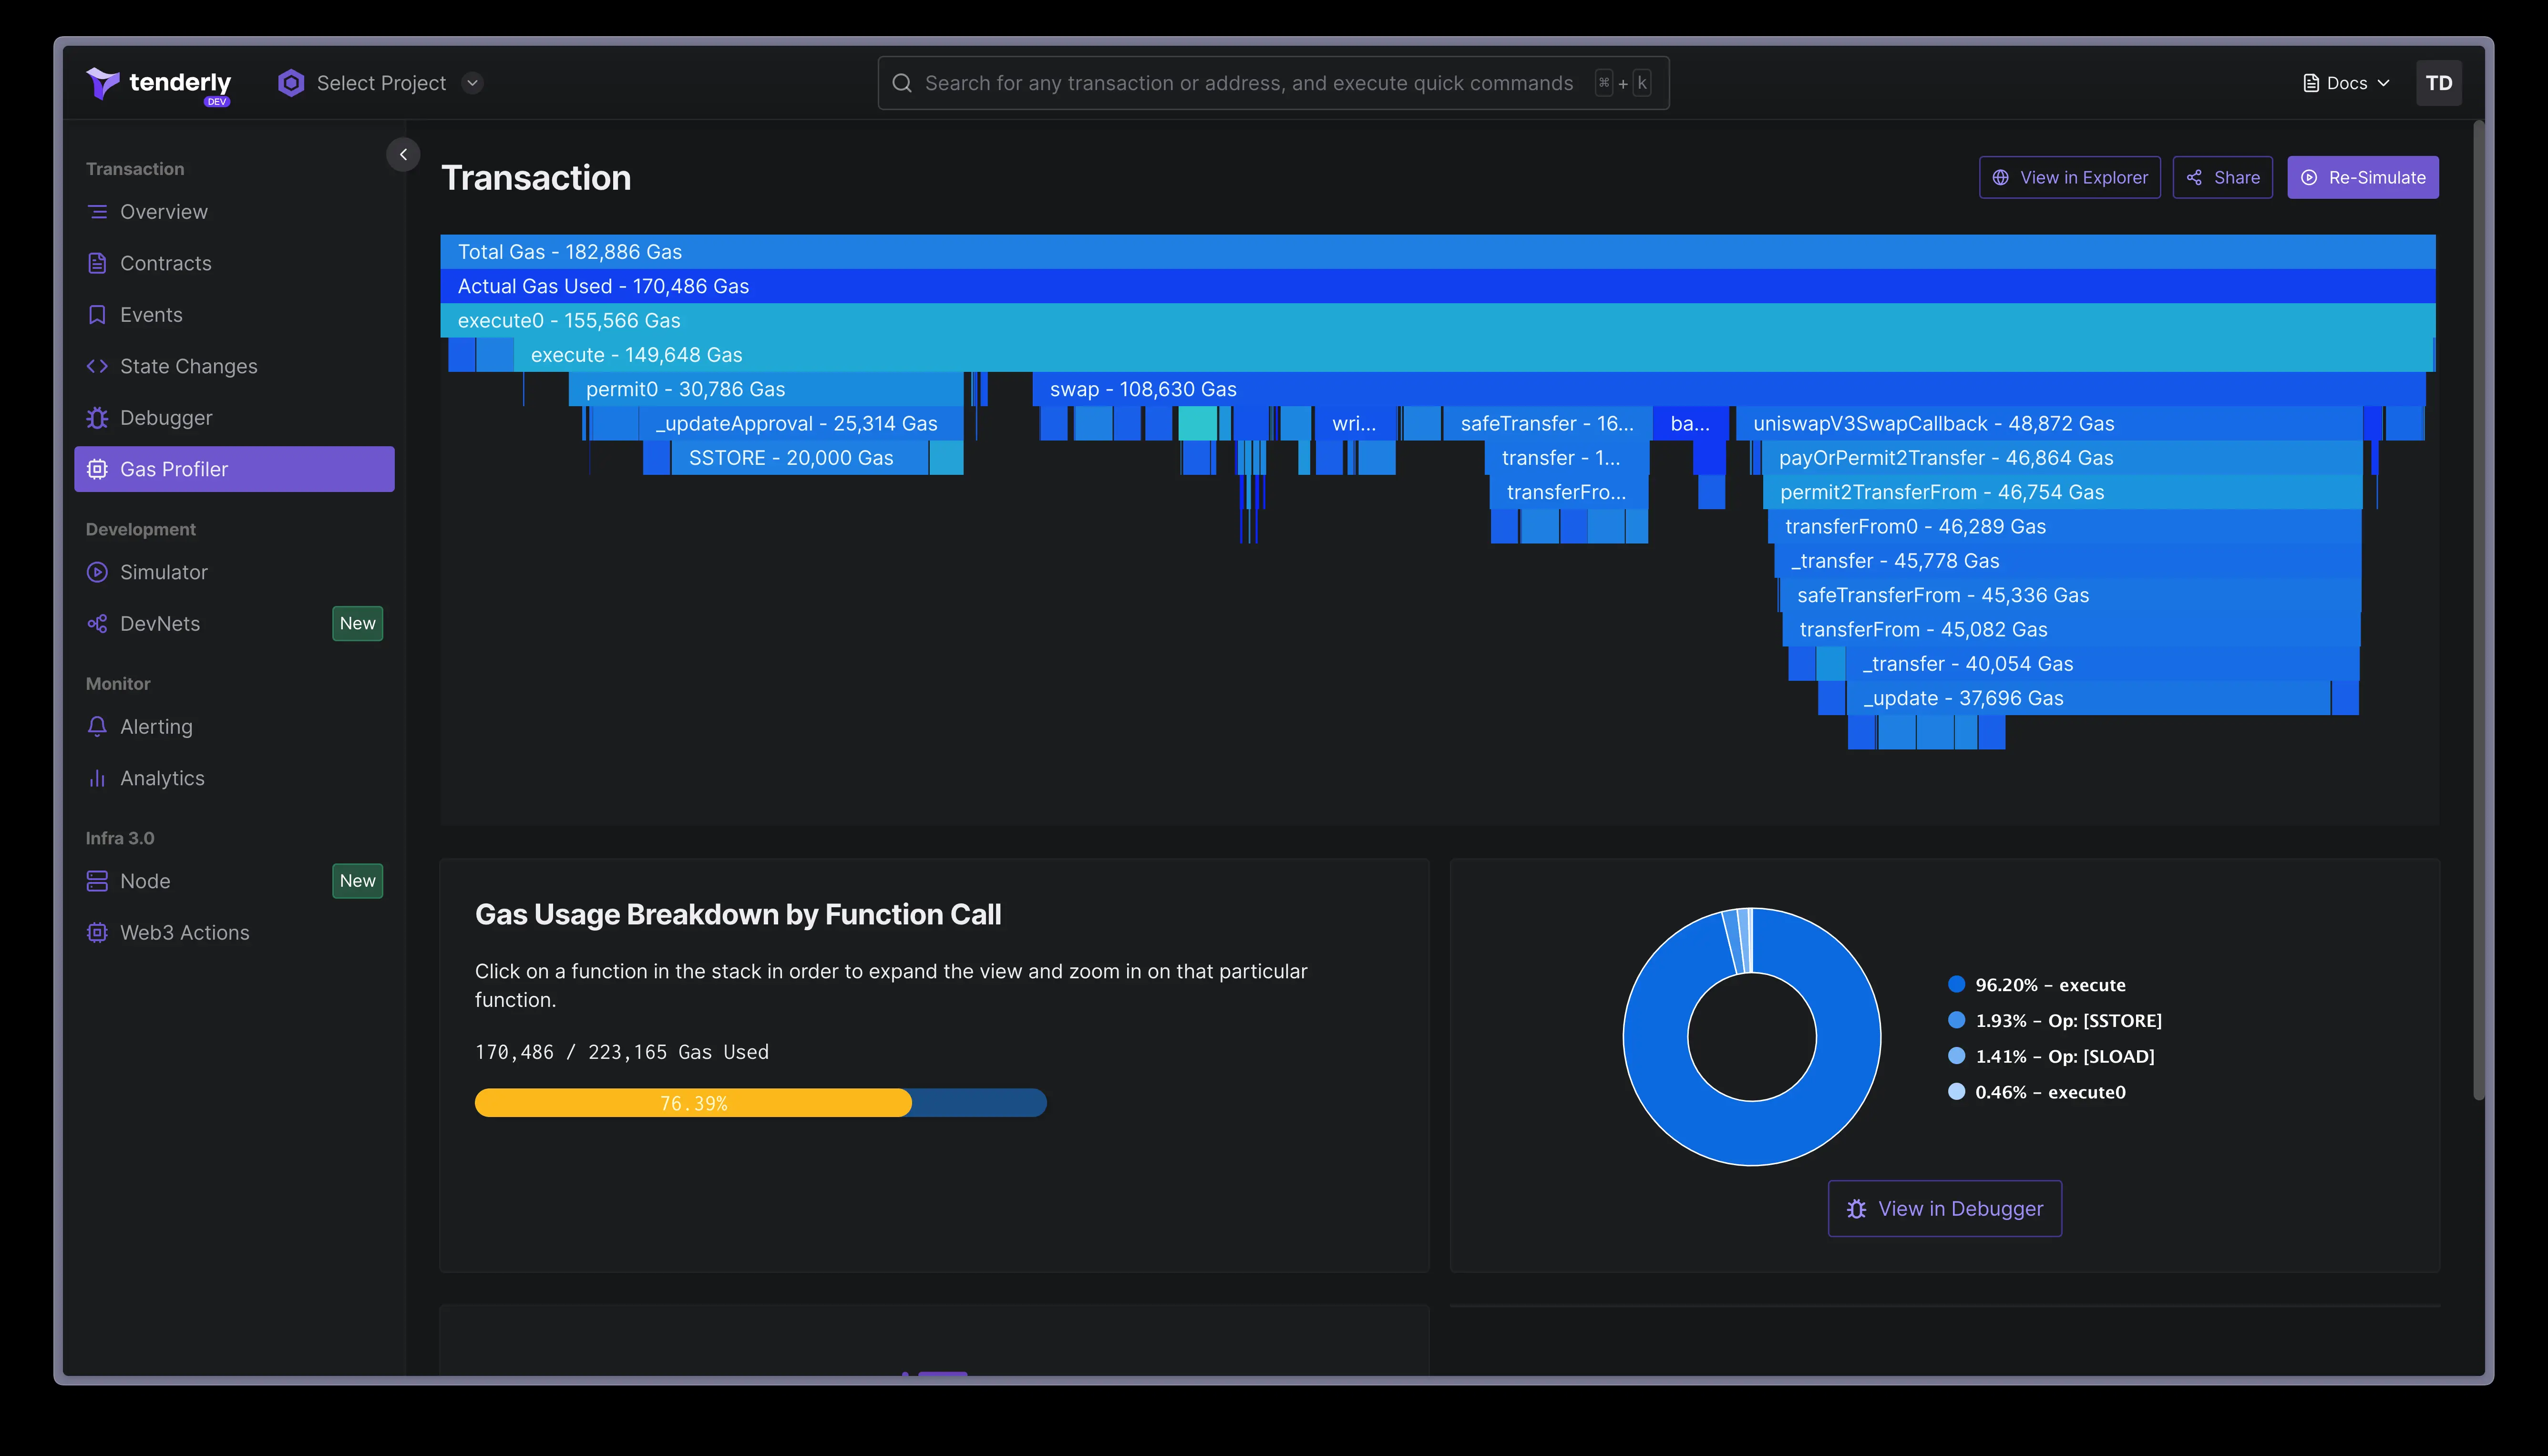 tenderly
DEV
Select Project
Search for any transaction or address, and execute quick commands
⌘ + k
Docs
TD
Transaction
Overview
Contracts
Events
State Changes
Debugger
Gas Profiler
Development
Simulator
DevNets
New
Monitor
Alerting
Analytics
Infra 3.0
Node
New
Web3 Actions
Transaction
View in Explorer
Share
Re-Simulate
Total Gas - 182,886 Gas
Actual Gas Used - 170,486 Gas
execute0 - 155,566 Gas
execute - 149,648 Gas
permit0 - 30,786 Gas
swap - 108,630 Gas
_updateApproval - 25,314 Gas
wri...
safeTransfer - 16...
ba...
uniswapV3SwapCallback - 48,872 Gas
SSTORE - 20,000 Gas
transfer - 1...
payOrPermit2Transfer - 46,864 Gas
transferFro...
permit2TransferFrom - 46,754 Gas
transferFrom0 - 46,289 Gas
_transfer - 45,778 Gas
safeTransferFrom - 45,336 Gas
transferFrom - 45,082 Gas
_transfer - 40,054 Gas
_update - 37,696 Gas
Gas Usage Breakdown by Function Call
Click on a function in the stack in order to expand the view and zoom in on that particular
function.
170,486 / 223,165 Gas Used
76.39%
96.20% – execute
1.93% – Op: [SSTORE]
1.41% – Op: [SLOAD]
0.46% – execute0
View in Debugger